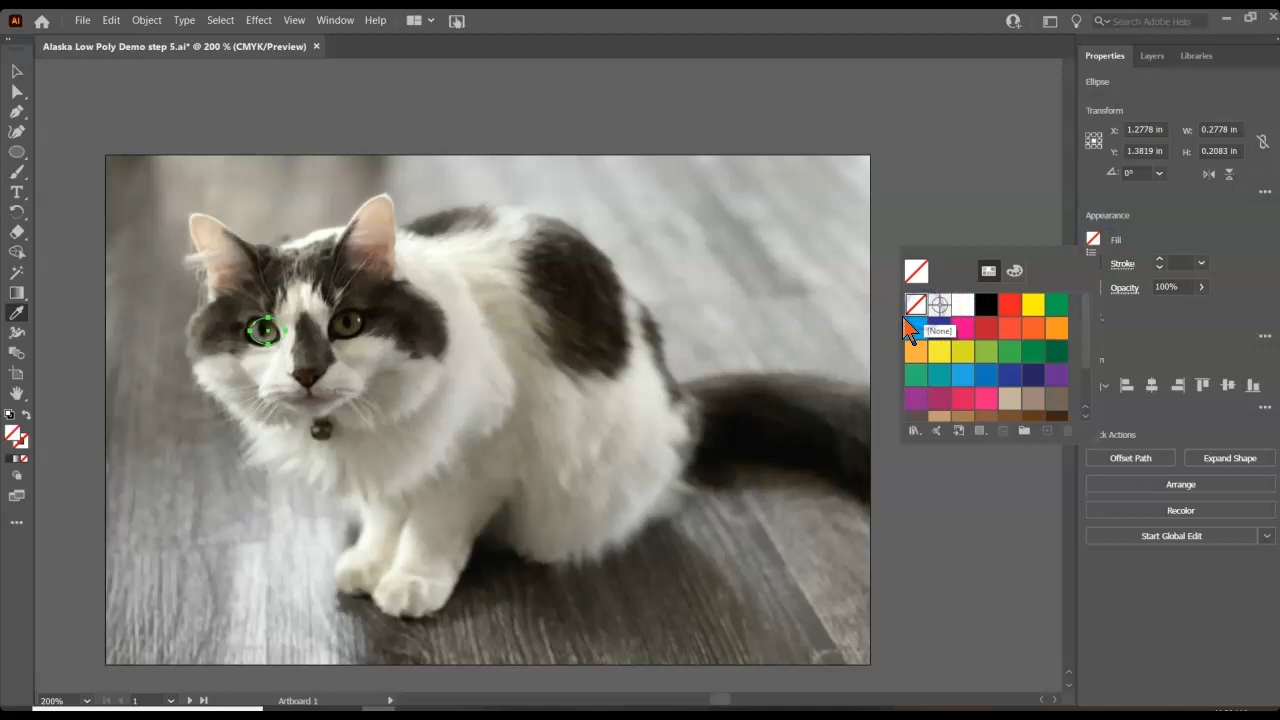 Ai File Edit Object Type Select Effect View Window Help Search Adobe Help
Alaska Low Poly Demo step 5.ai* @ 200 % (CMYK/Preview) ×
Properties Layers Libraries
Ellipse
Transform
X: 1.2778 in W: 0.2778 in
Y: 1.3819 in H: 0.2083 in
0°
Appearance
Fill
Stroke
Opacity 100%
[None]
Offset Path Expand Shape
Arrange
Recolor
Start Global Edit
200% 1 Artboard 1